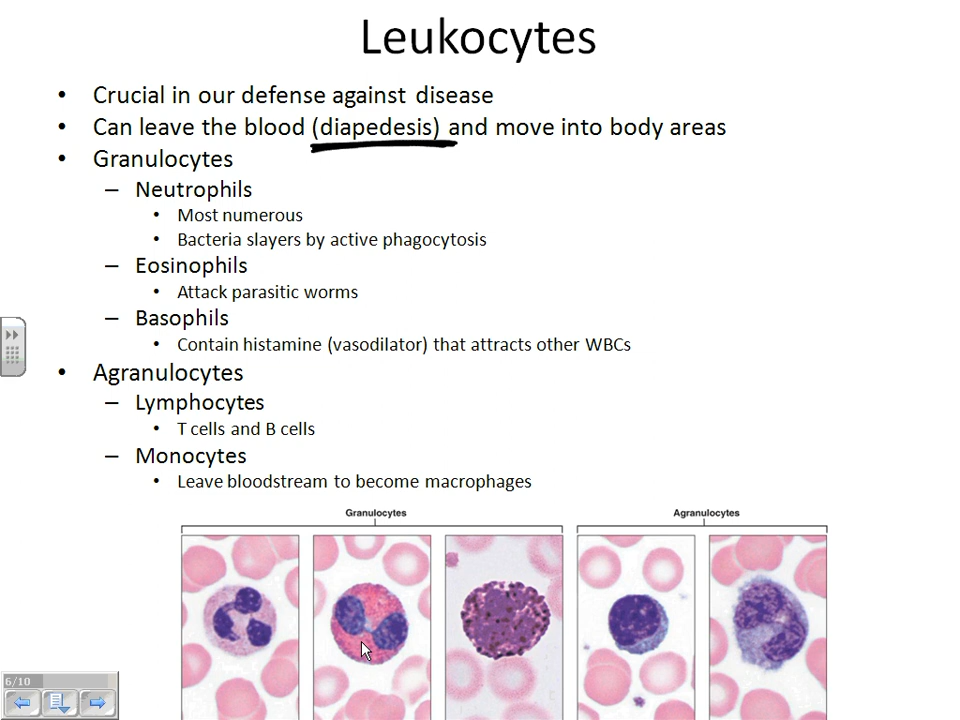 Leukocytes
• Crucial in our defense against disease
• Can leave the blood (diapedesis) and move into body areas
• Granulocytes
– Neutrophils
• Most numerous
• Bacteria slayers by active phagocytosis
– Eosinophils
• Attack parasitic worms
– Basophils
• Contain histamine (vasodilator) that attracts other WBCs
• Agranulocytes
– Lymphocytes
• T cells and B cells
– Monocytes
• Leave bloodstream to become macrophages
Granulocytes
Agranulocytes
6/10